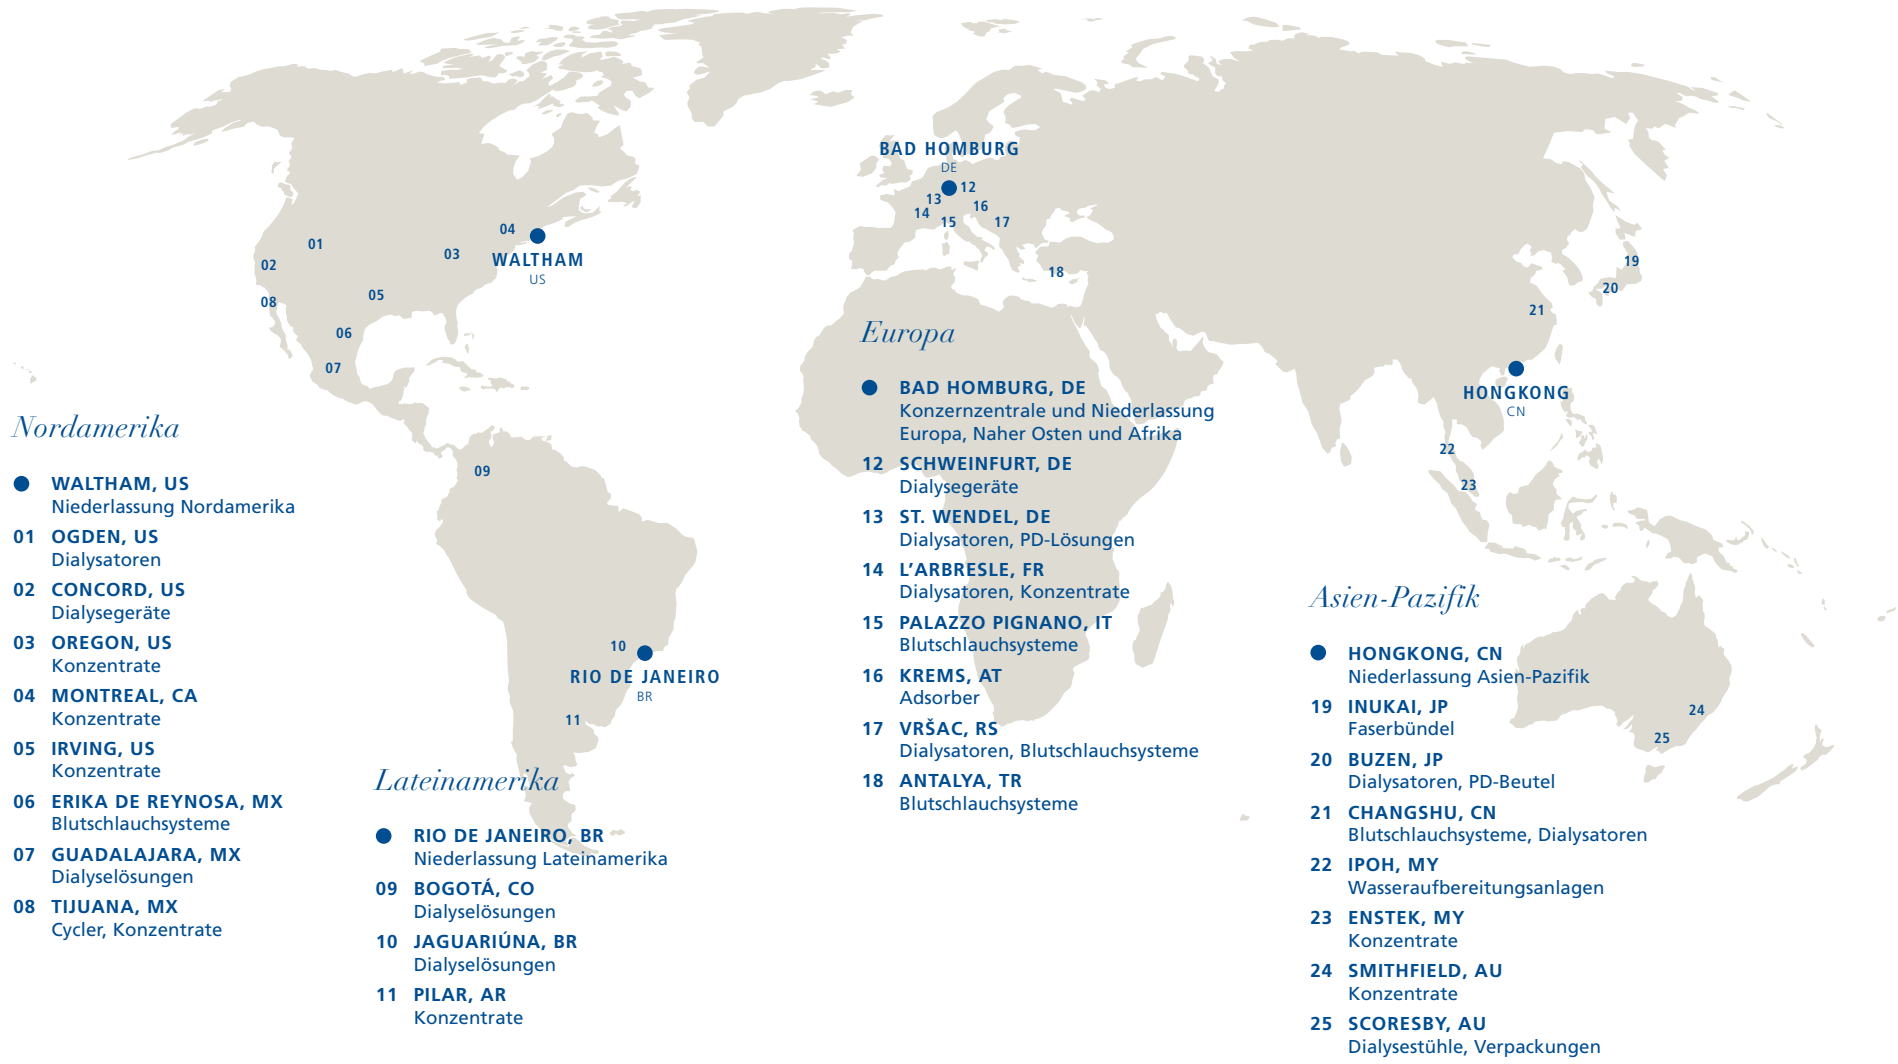 BAD HOMBURG
DE
12
13
16
14
15
17
18
04
01
03
WALTHAM
US
02
05
08
06
07
19
20
21
HONGKONG
CN
22
23
09
10
RIO DE JANEIRO
BR
11
24
25
Nordamerika
WALTHAM, US
Niederlassung Nordamerika
01 OGDEN, US
Dialysatoren
02 CONCORD, US
Dialysegeräte
03 OREGON, US
Konzentrate
04 MONTREAL, CA
Konzentrate
05 IRVING, US
Konzentrate
06 ERIKA DE REYNOSA, MX
Blutschlauchsysteme
07 GUADALAJARA, MX
Dialyselösungen
08 TIJUANA, MX
Cycler, Konzentrate
Lateinamerika
RIO DE JANEIRO, BR
Niederlassung Lateinamerika
09 BOGOTÁ, CO
Dialyselösungen
10 JAGUARIÚNA, BR
Dialyselösungen
11 PILAR, AR
Konzentrate
Europa
BAD HOMBURG, DE
Konzernzentrale und Niederlassung
Europa, Naher Osten und Afrika
12 SCHWEINFURT, DE
Dialysegeräte
13 ST. WENDEL, DE
Dialysatoren, PD-Lösungen
14 L’ARBRESLE, FR
Dialysatoren, Konzentrate
15 PALAZZO PIGNANO, IT
Blutschlauchsysteme
16 KREMS, AT
Adsorber
17 VRŠAC, RS
Dialysatoren, Blutschlauchsysteme
18 ANTALYA, TR
Blutschlauchsysteme
Asien-Pazifik
HONGKONG, CN
Niederlassung Asien-Pazifik
19 INUKAI, JP
Faserbündel
20 BUZEN, JP
Dialysatoren, PD-Beutel
21 CHANGSHU, CN
Blutschlauchsysteme, Dialysatoren
22 IPOH, MY
Wasseraufbereitungsanlagen
23 ENSTEK, MY
Konzentrate
24 SMITHFIELD, AU
Konzentrate
25 SCORESBY, AU
Dialysestühle, Verpackungen